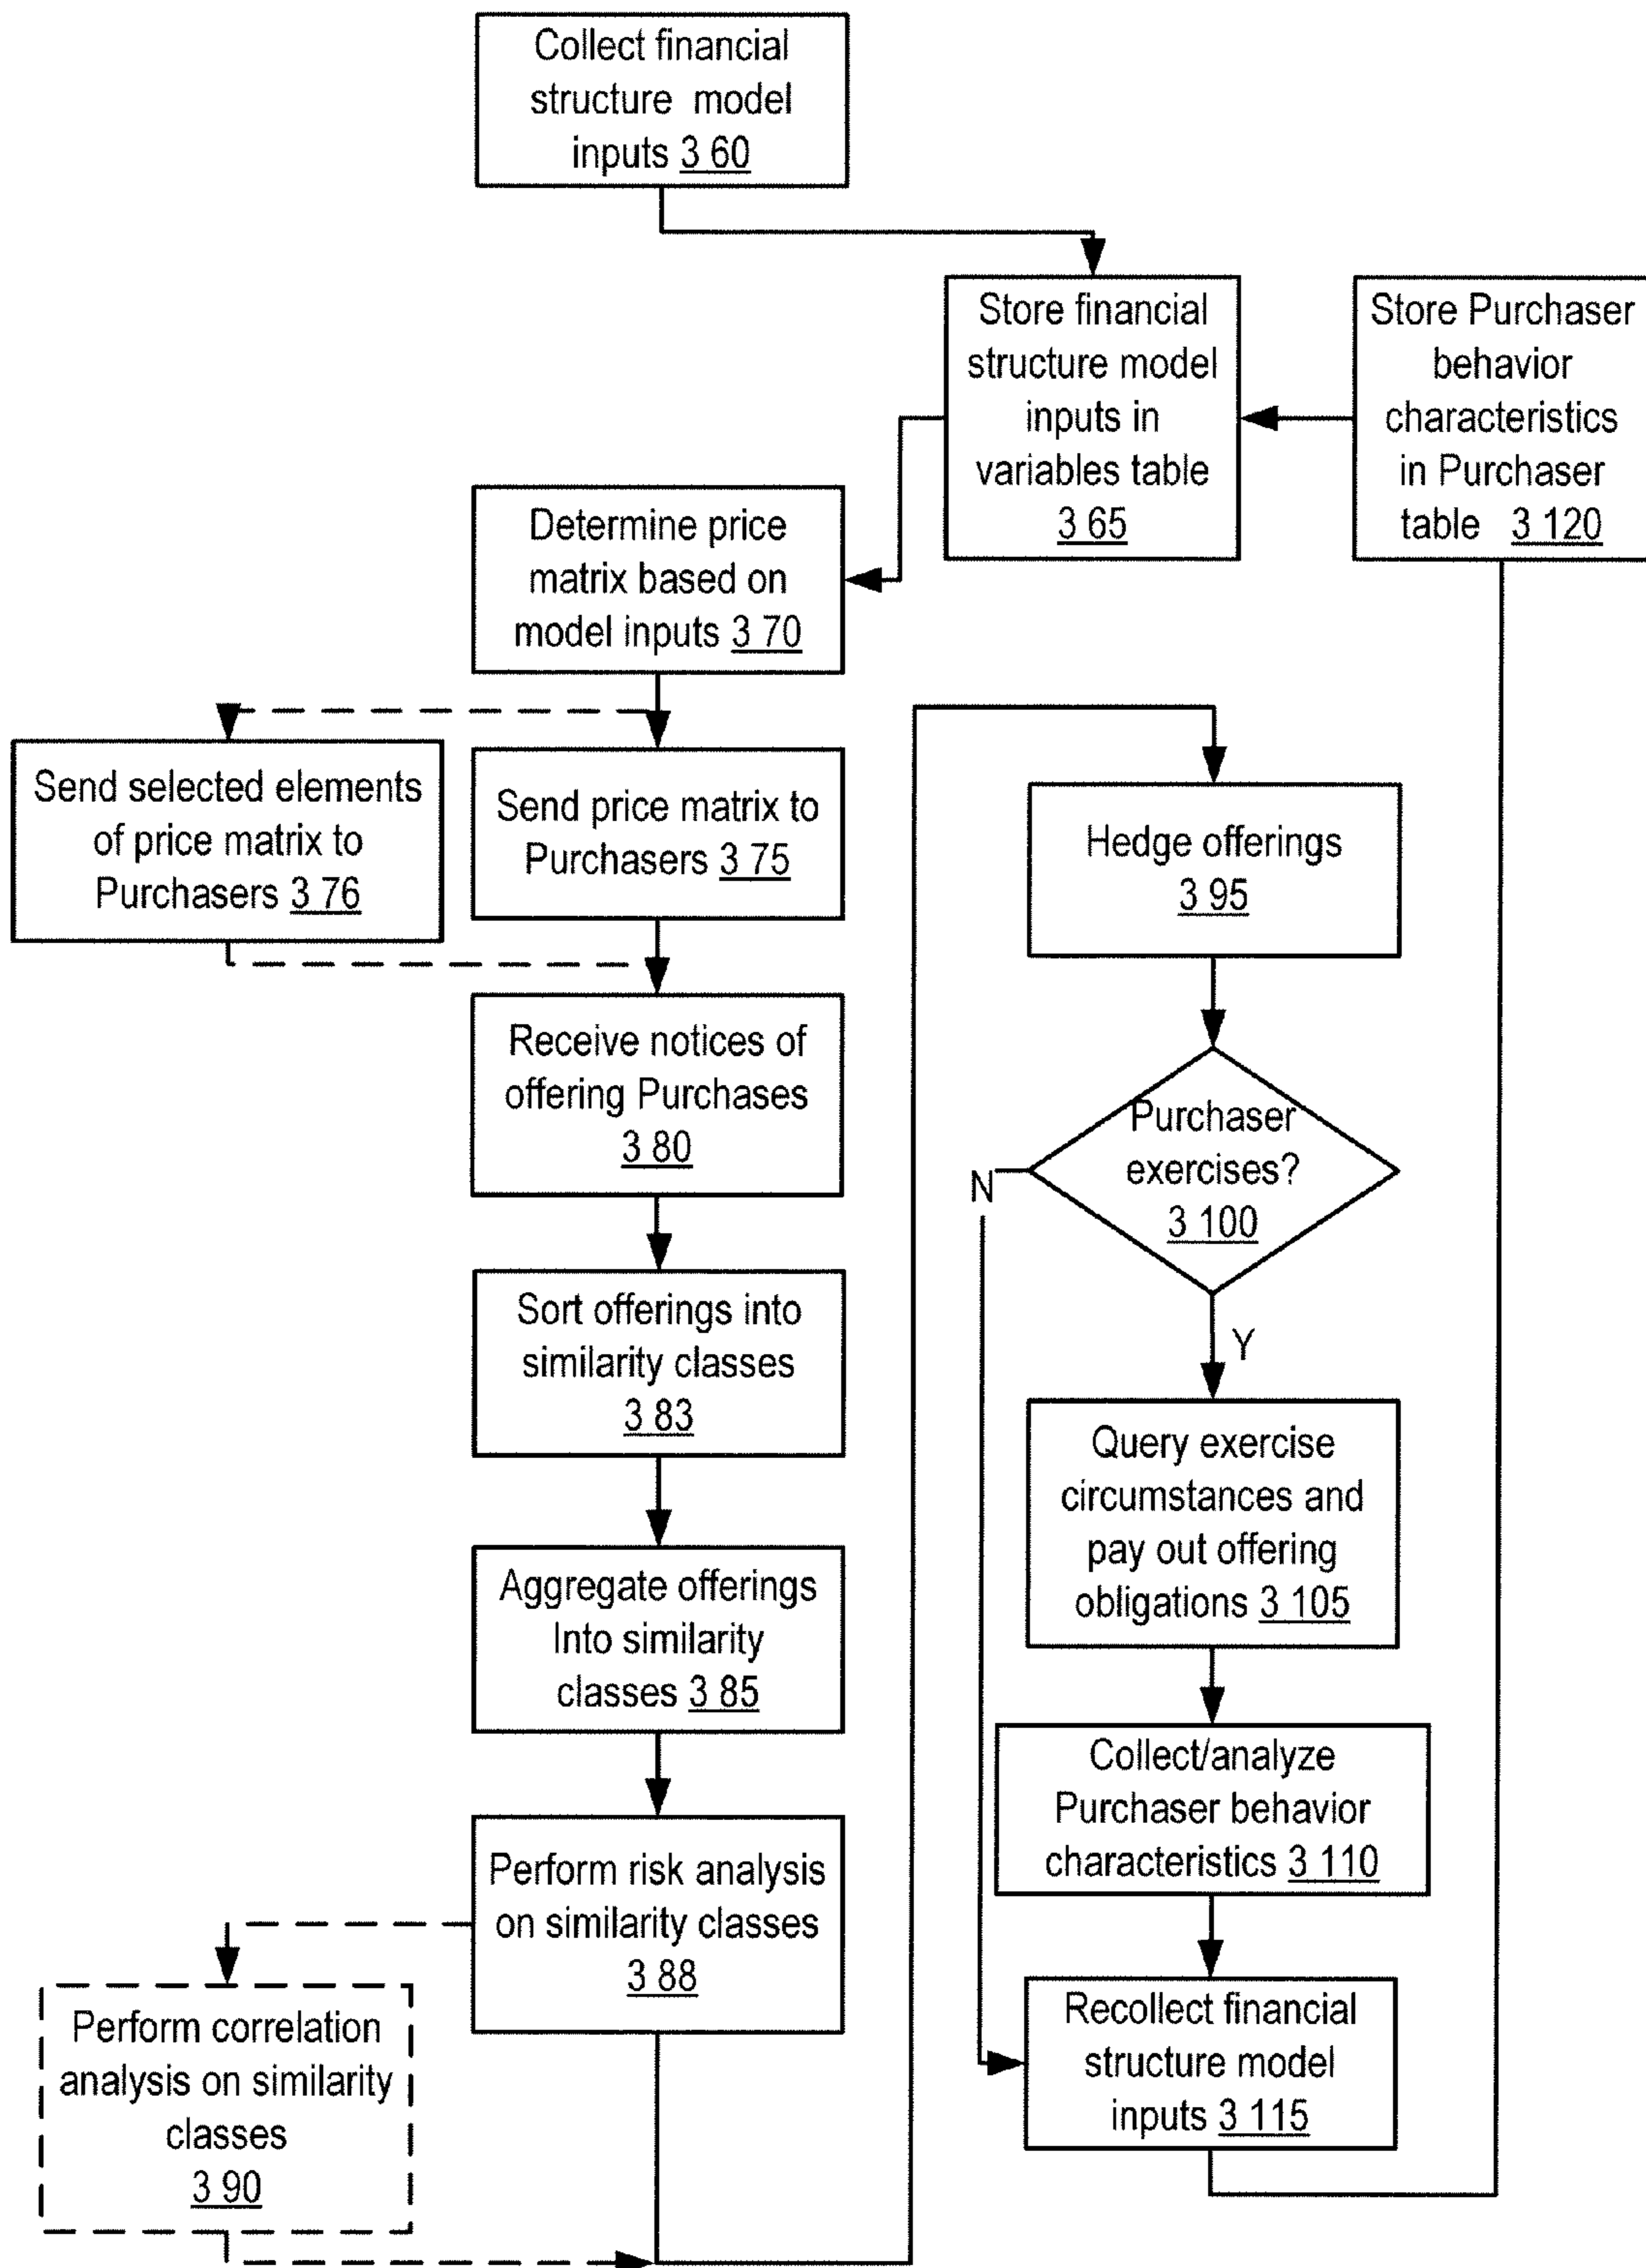 Collect financial
structure model
inputs 3 60
Store financial
structure model
inputs in
variables table
3 65
Store Purchaser
behavior
characteristics
in Purchaser
table 3 120
Determine price
matrix based on
model inputs 3 70
Send selected elements
of price matrix to
Purchasers 3 76
Send price matrix to
Purchasers 3 75
Receive notices of
offering Purchases
3 80
Sort offerings into
similarity classes
3 83
Aggregate offerings
Into similarity
classes 3 85
Perform risk analysis
on similarity classes
3 88
Perform correlation
analysis on similarity
classes
3 90
Hedge offerings
3 95
Purchaser
exercises?
3 100
N
Y
Query exercise
circumstances and
pay out offering
obligations 3 105
Collect/analyze
Purchaser behavior
characteristics 3 110
Recollect financial
structure model
inputs 3 115